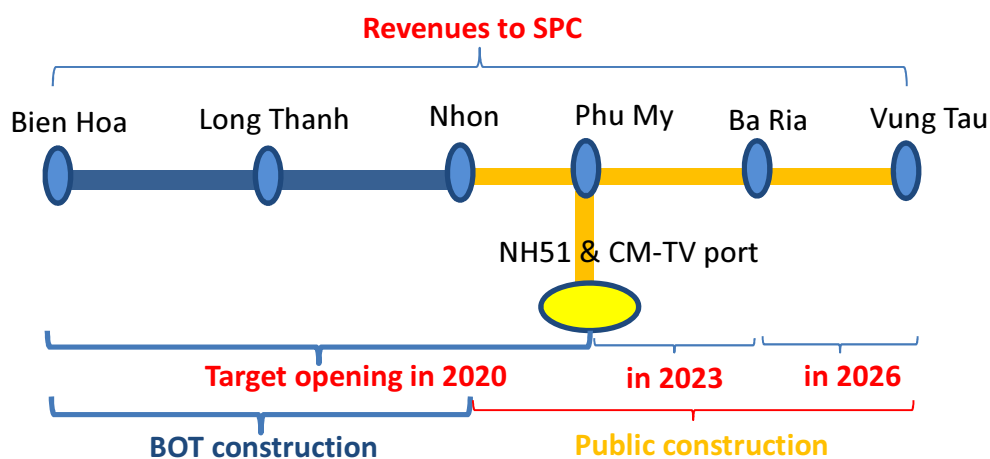 Revenues to SPC
Bien Hoa
Long Thanh
Nhon
Phu My
Ba Ria
Vung Tau
NH51 & CM-TV port
Target opening in 2020
in 2023
in 2026
BOT construction
Public construction